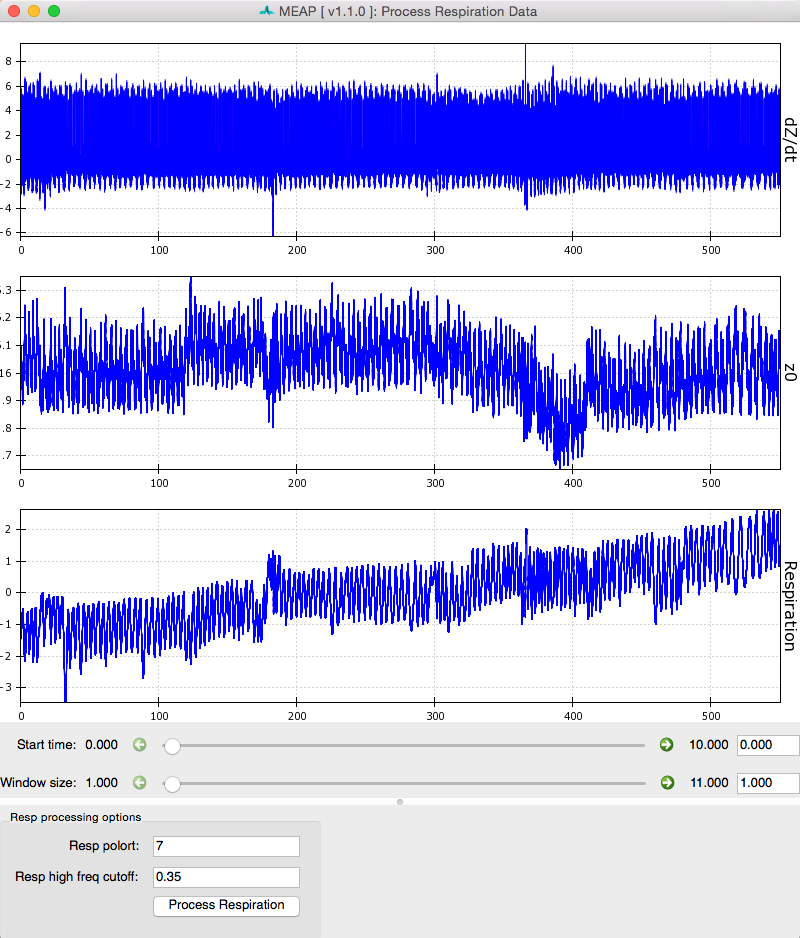 MEAP [ v1.1.0 ]: Process Respiration Data
8
6
4
2
0
-2
-4
-6
0 100 200 300 400 500
dZ/dt
5.3
5.2
5.1
16
.9
.8
.7
0 100 200 300 400 500
z0
2
1
0
-1
-2
-3
0 100 200 300 400 500
Respiration
Start time: 0.000 10.000 0.000
Window size: 1.000 11.000 1.000
Resp processing options
Resp polort: 7
Resp high freq cutoff: 0.35
Process Respiration